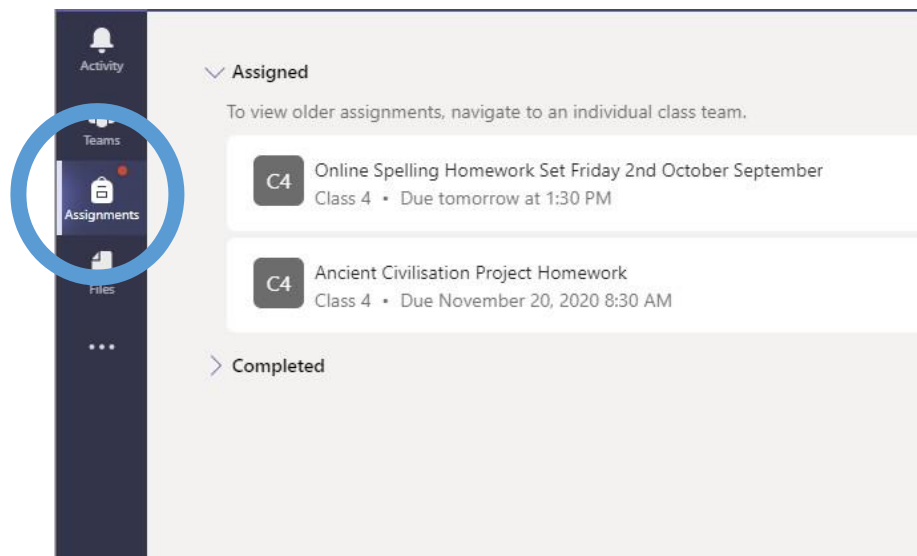 Activity
Teams
Assignments
Files
Assigned
To view older assignments, navigate to an individual class team.
C4
Online Spelling Homework Set Friday 2nd October September
Class 4 • Due tomorrow at 1:30 PM
C4
Ancient Civilisation Project Homework
Class 4 • Due November 20, 2020 8:30 AM
Completed